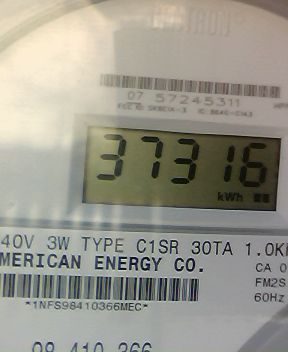 07 57245311
37316
kWh
40V 3W TYPE C1SR 30TA 1.0K
MERICAN ENERGY CO.
CA 0
FM2S
60Hz
*1NFS98410366MEC*
98 410 366